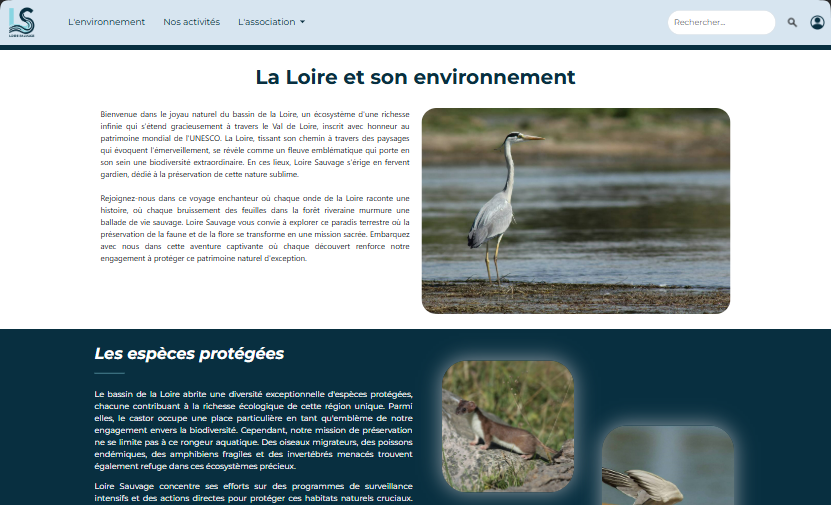 LS
L'environnement Nos activités L'association
Rechercher...
La Loire et son environnement
Bienvenue dans le joyau naturel du bassin de la Loire, un écosystème d'une richesse
infinie qui s'étend gracieusement à travers le Val de Loire, inscrit avec honneur au
patrimoine mondial de l'UNESCO. La Loire, tissant son chemin à travers des paysages
qui évoquent l'émerveillement, se révèle comme un fleuve emblématique qui porte en
son sein une biodiversité extraordinaire. En ces lieux, Loire Sauvage s'érige en fervent
gardien, dédié à la préservation de cette nature sublime.
Rejoignez-nous dans ce voyage enchanteur où chaque onde de la Loire raconte une
histoire, où chaque bruissement des feuilles dans la forêt riveraine murmure une
ballade de vie sauvage. Loire Sauvage vous convie à explorer ce paradis terrestre où la
préservation de la faune et de la flore se transforme en une mission sacrée. Embarquez
avec nous dans cette aventure captivante où chaque découvert renforce notre
engagement à protéger ce patrimoine naturel d'exception.
Les espèces protégées
Le bassin de la Loire abrite une diversité exceptionnelle d'espèces protégées,
chacune contribuant à la richesse écologique de cette région unique. Parmi
elles, le castor occupe une place particulière en tant qu'emblème de notre
engagement envers la biodiversité. Cependant, notre mission de préservation
ne se limite pas à ce rongeur aquatique. Des oiseaux migrateurs, des poissons
endémiques, des amphibiens fragiles et des invertébrés menacés trouvent
également refuge dans ces écosystèmes précieux.
Loire Sauvage concentre ses efforts sur des programmes de surveillance
intensifs et des actions directes pour protéger ces habitats naturels cruciaux.